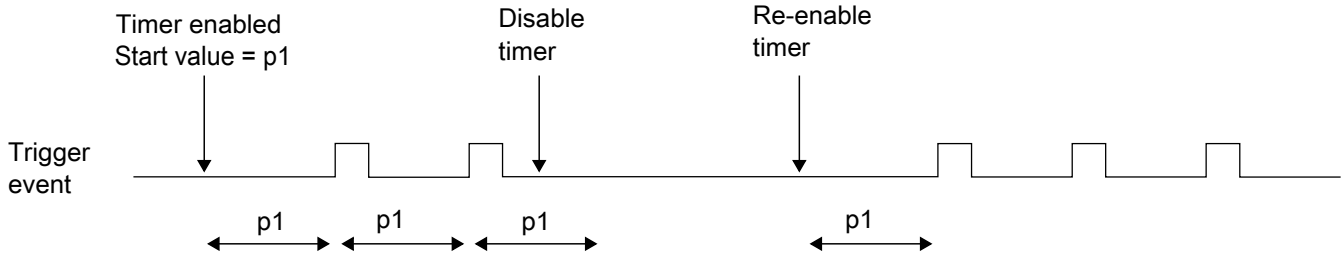 Timer enabled
Start value = p1
Disable
timer
Re-enable
timer
Trigger
event
p1
p1
p1
p1